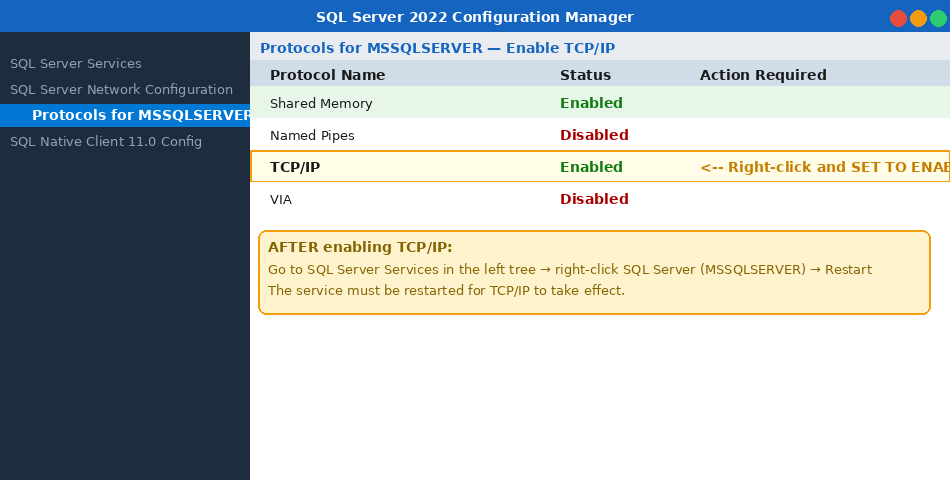 SQL Server 2022 Configuration Manager
SQL Server Services
SQL Server Network Configuration
Protocols for MSSQLSERVER
SQL Native Client 11.0 Config
Protocols for MSSQLSERVER — Enable TCP/IP
Protocol Name Status Action Required
Shared Memory Enabled
Named Pipes Disabled
TCP/IP Enabled <-- Right-click and SET TO ENAB
VIA Disabled
AFTER enabling TCP/IP:
Go to SQL Server Services in the left tree → right-click SQL Server (MSSQLSERVER) → Restart
The service must be restarted for TCP/IP to take effect.